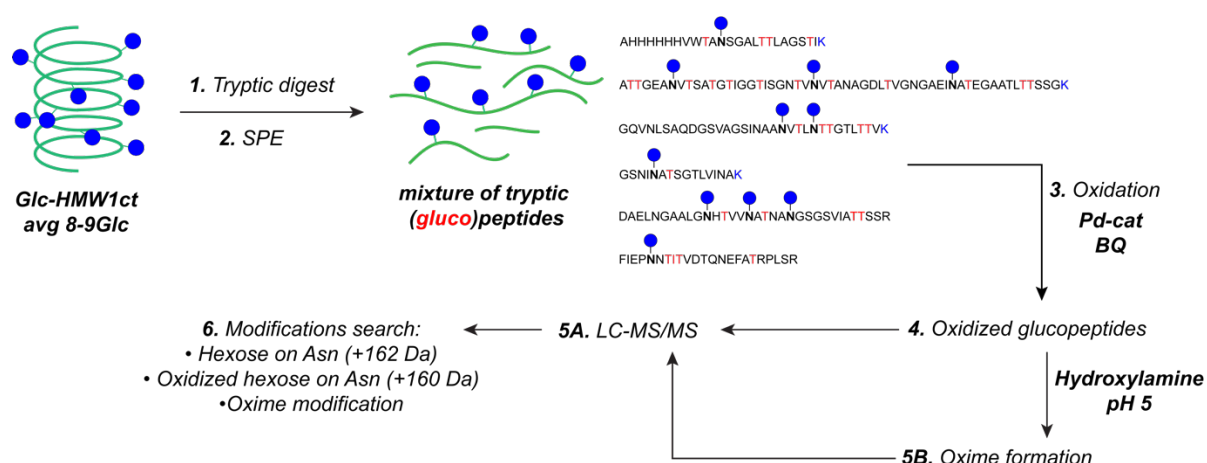 Glc-HMW1ct
avg 8-9Glc
1. Tryptic digest
2. SPE
mixture of tryptic
(gluco)peptides
AHHHHHHVWTANSGALTTLAGSTIK
ATTGEANVTSATGTIGGTISGNTVNVTANAGDLTVGNGAEINATEGAATLTTSSGK
GQVNLSAQDGSVAGSINAANVTLNTTGTLTTVK
GSNINATSGTLVINAK
DAELNGAALGNHTVVNATNANGSGSVIATTSSR
FIEPNNTITVDTQNEFATRPLSR
3. Oxidation
Pd-cat
BQ
4. Oxidized glucopeptides
Hydroxylamine
pH 5
5B. Oxime formation
5A. LC-MS/MS
6. Modifications search:
• Hexose on Asn (+162 Da)
• Oxidized hexose on Asn (+160 Da)
•Oxime modification